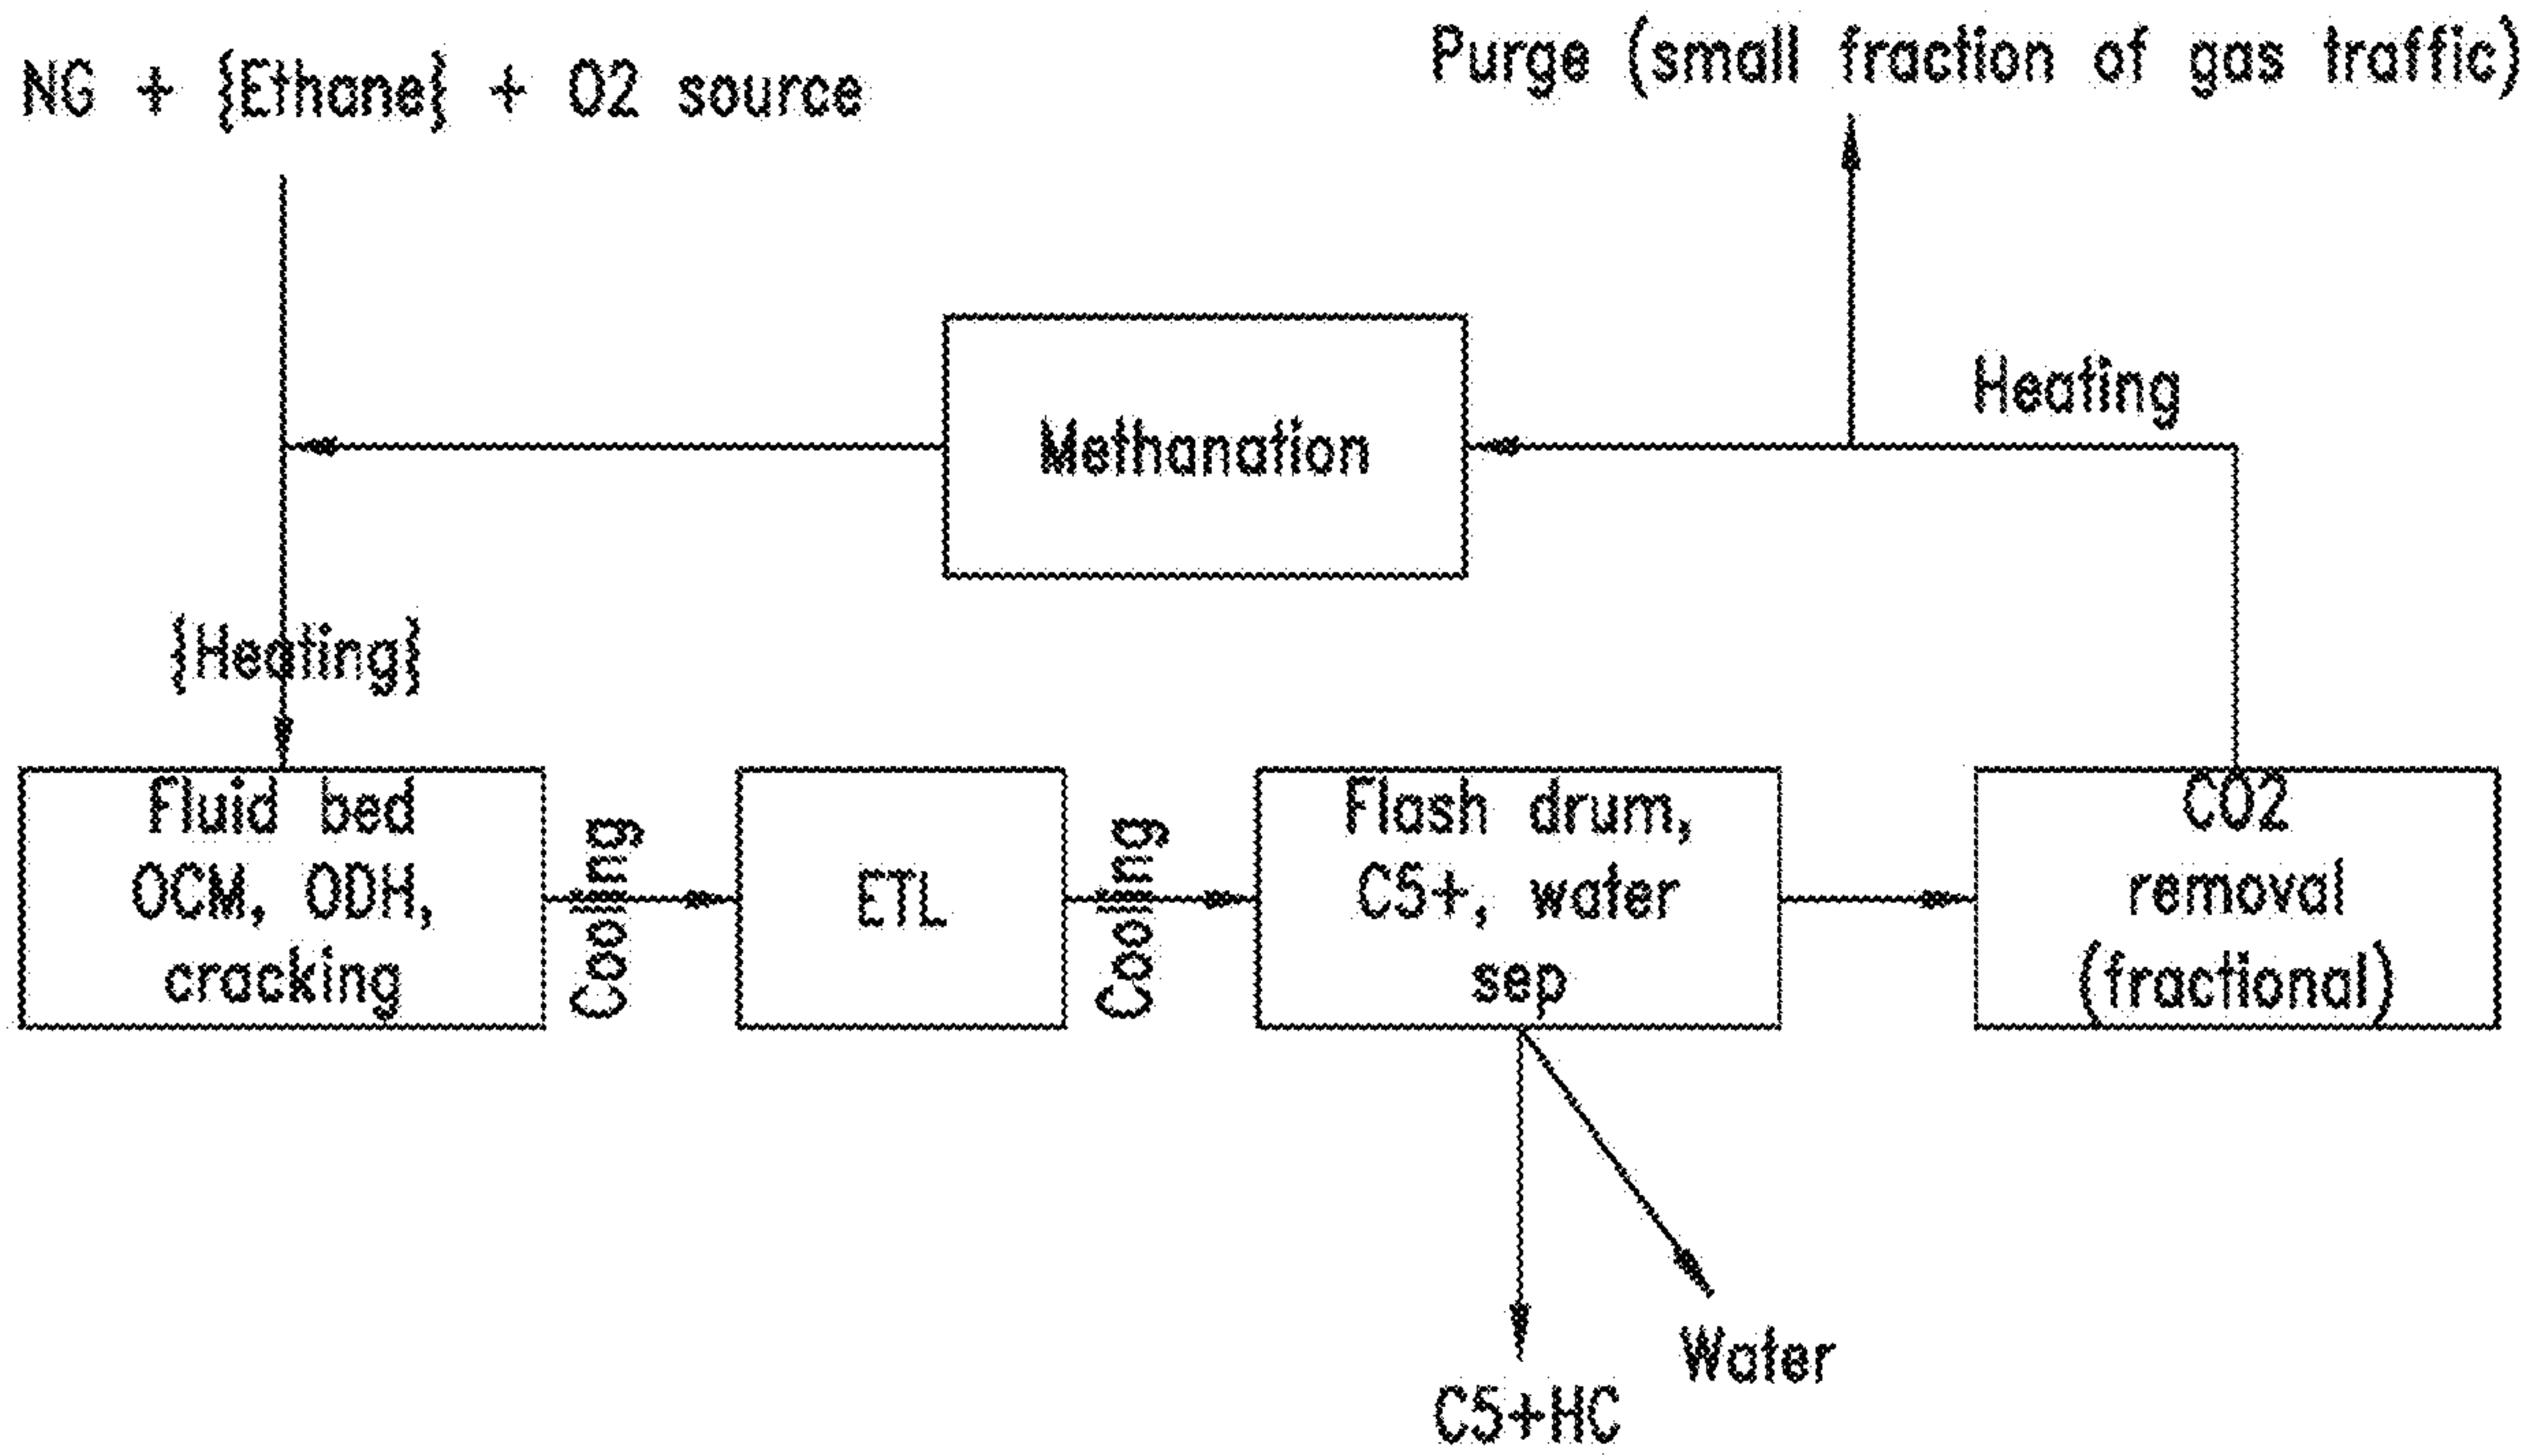 Purge (small fraction of gas traffic)
NG + {Ethane} + O2 source
Heating
Methanation
{Heating}
Fluid bed
OCM, ODH,
cracking
Cooling
ETL
Cooling
Flash drum,
C5+, water
sep
CO2
removal
(fractional)
Water
C5+HC